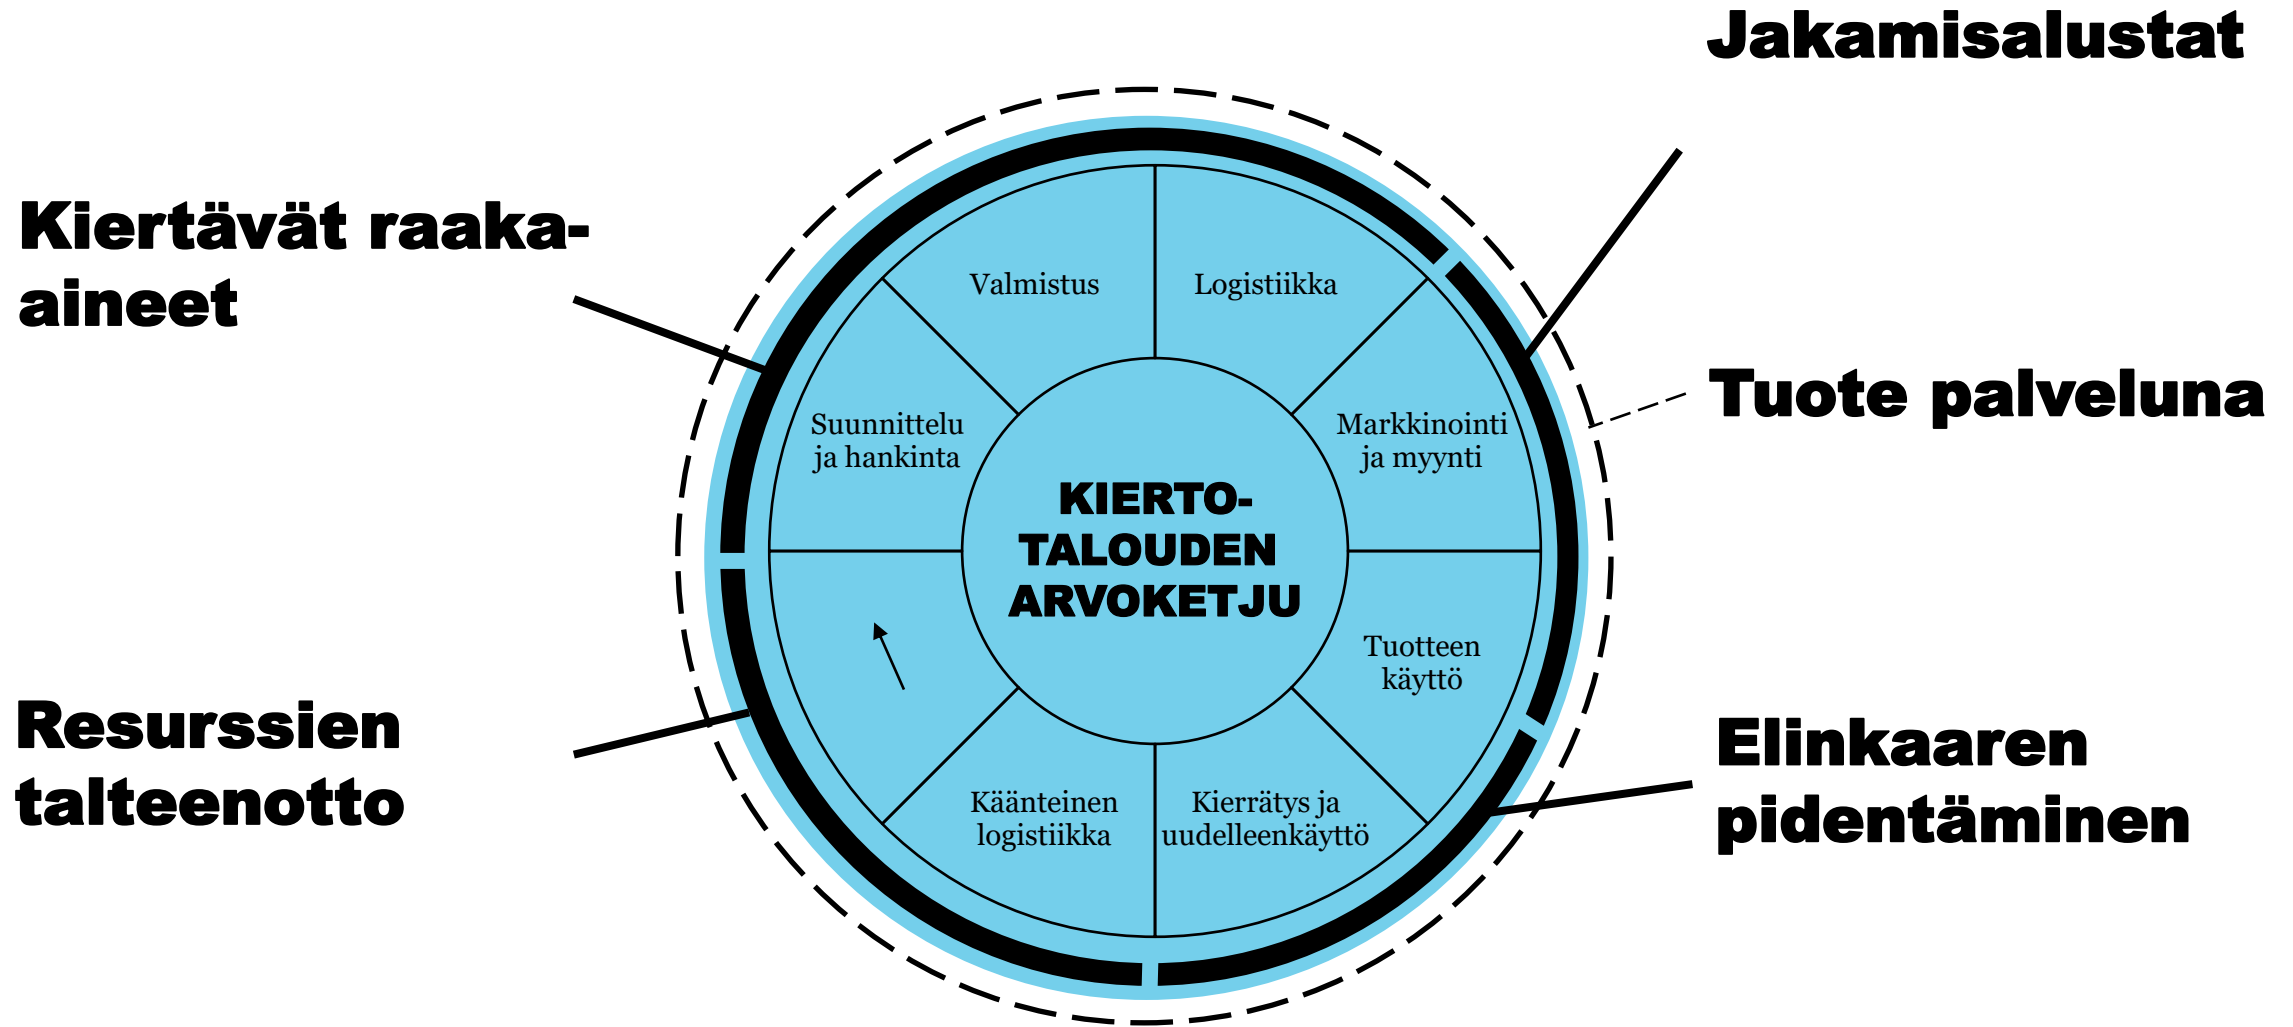 Jakamisalustat
Kiertävät raaka-
aineet
Valmistus
Logistiikka
Tuote palveluna
Suunnittelu
ja hankinta
Markkinointi
ja myynti
KIERTO-
TALOUDEN
ARVOKETJU
Tuotteen
käyttö
Resurssien
talteenotto
Elinkaaren
pidentäminen
Käänteinen
logistiikka
Kierrätys ja
uudelleenkäyttö